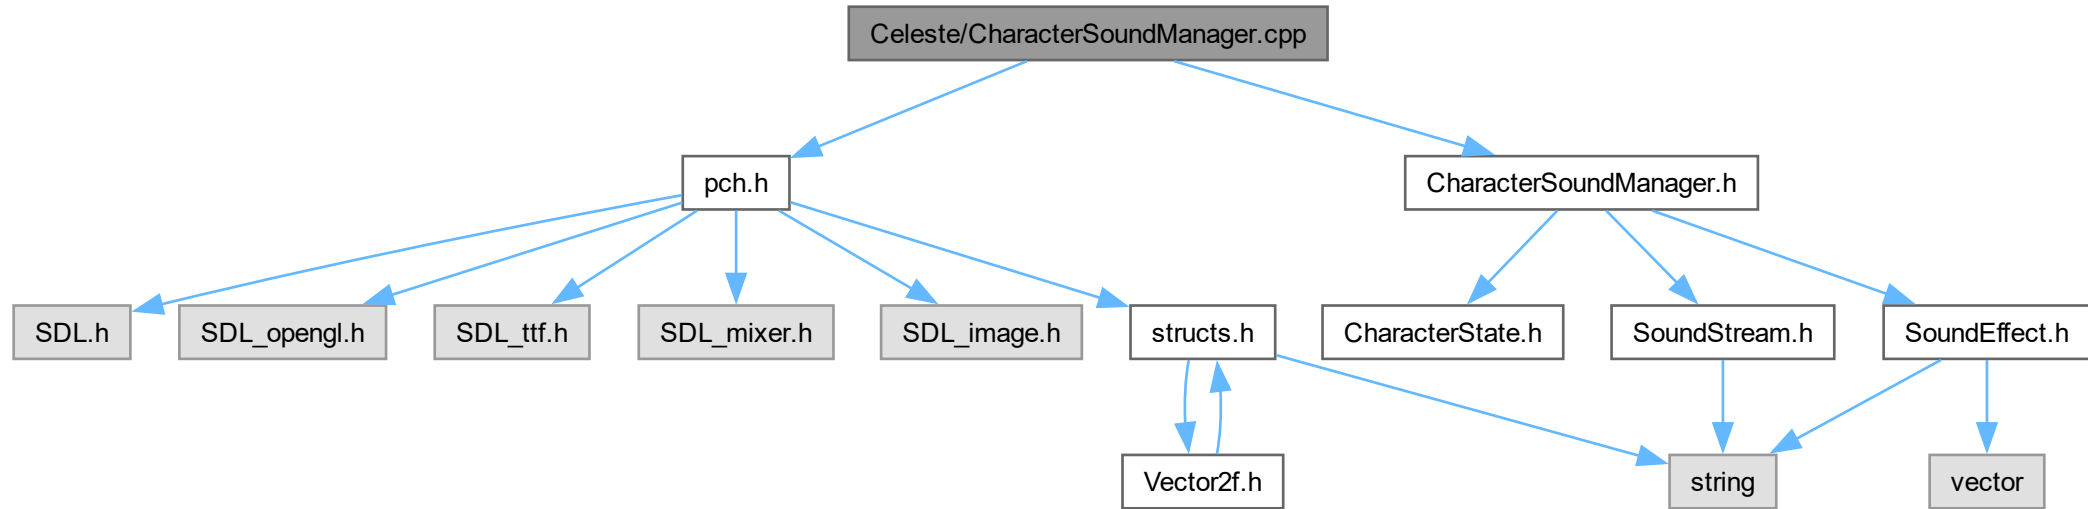 Celeste/CharacterSoundManager.cpp
pch.h
CharacterSoundManager.h
SDL.h
SDL_opengl.h
SDL_ttf.h
SDL_mixer.h
SDL_image.h
structs.h
CharacterState.h
SoundStream.h
SoundEffect.h
Vector2f.h
string
vector